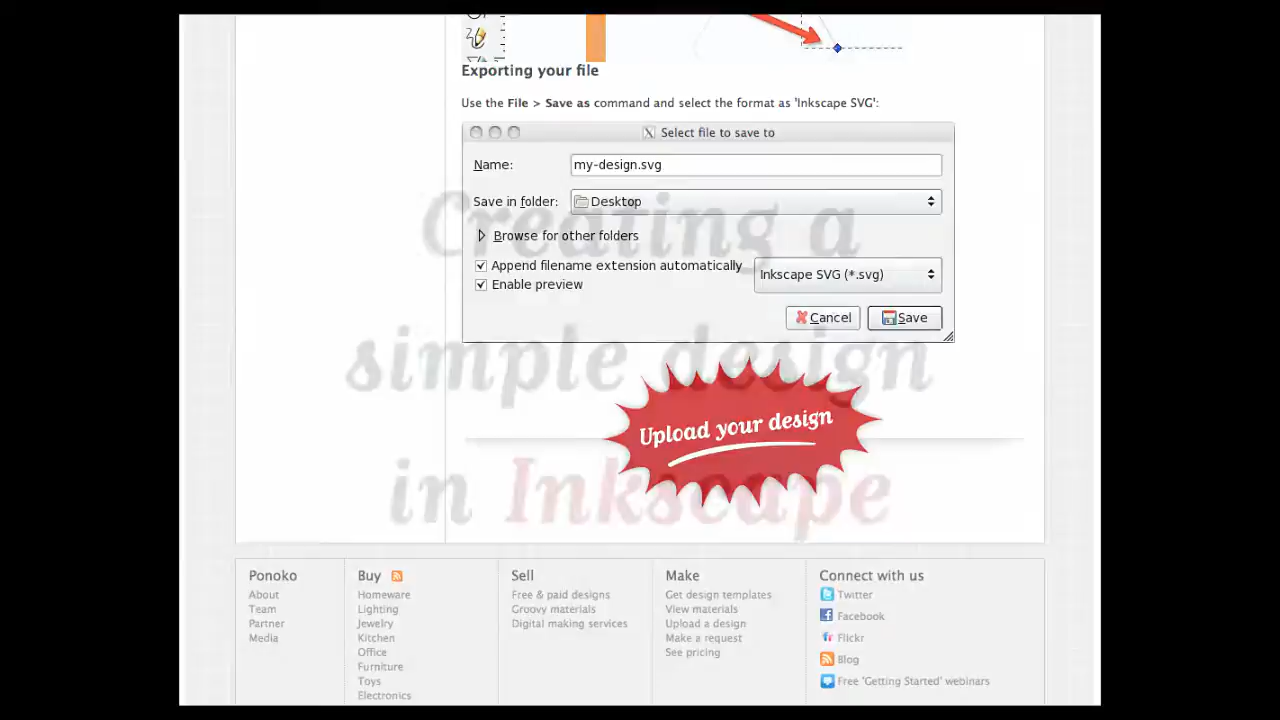 Exporting your file
Use the File > Save as command and select the format as 'Inkscape SVG':
Select file to save to
Name: my-design.svg
Save in folder: Desktop
Browse for other folders
Append filename extension automatically
Inkscape SVG (*.svg)
Enable preview
Cancel Save
Creating a
simple design
in Inkscape
Upload your design
Ponoko
About
Team
Partner
Media
Buy
Homeware
Lighting
Jewelry
Kitchen
Office
Furniture
Toys
Electronics
Sell
Free & paid designs
Groovy materials
Digital making services
Make
Get design templates
View materials
Upload a design
Make a request
See pricing
Connect with us
Twitter
Facebook
Flickr
Blog
Free 'Getting Started' webinars